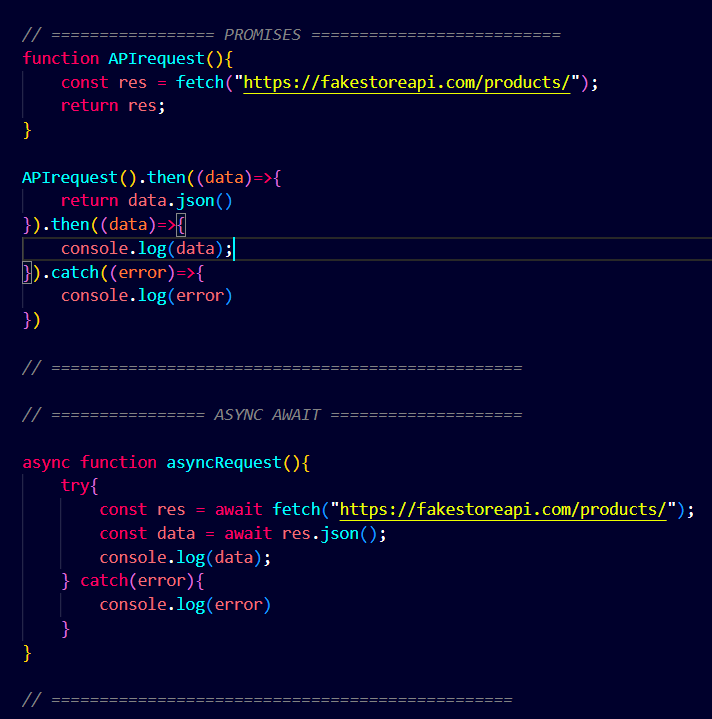 // ================= PROMISES ==========================
function APIrequest(){
    const res = fetch("https://fakestoreapi.com/products/");
    return res;
}
APIrequest().then((data)=>{
    return data.json()
}).then((data)=>{
    console.log(data);
}).catch((error)=>{
    console.log(error)
})
// =================================================
// ================ ASYNC AWAIT ====================
async function asyncRequest(){
    try{
        const res = await fetch("https://fakestoreapi.com/products/");
        const data = await res.json();
        console.log(data);
    } catch(error){
        console.log(error)
    }
}
// ================================================